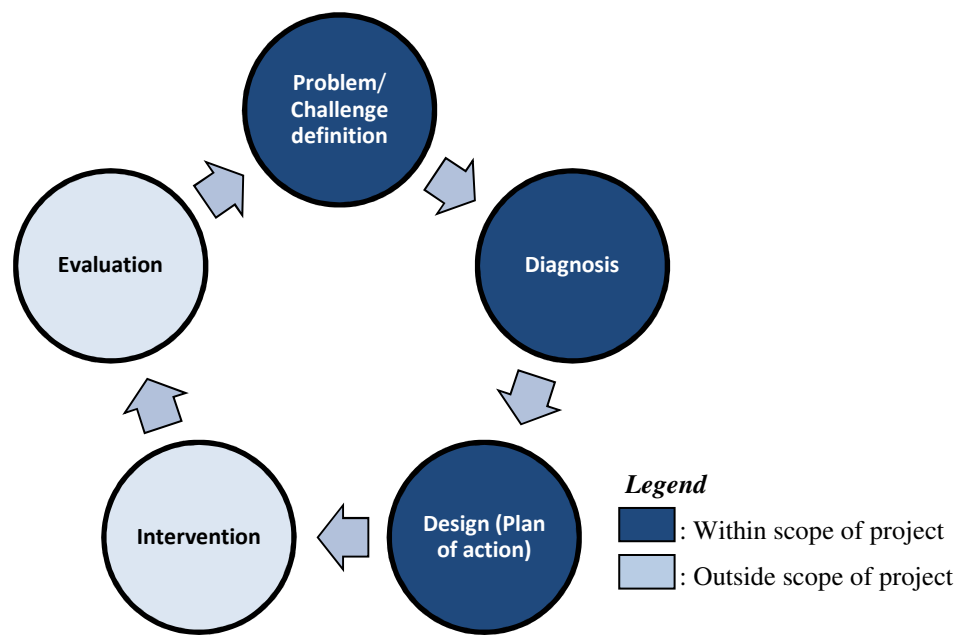 Problem/
Challenge
definition
Evaluation
Diagnosis
Intervention
Design (Plan
of action)
Legend
: Within scope of project
: Outside scope of project